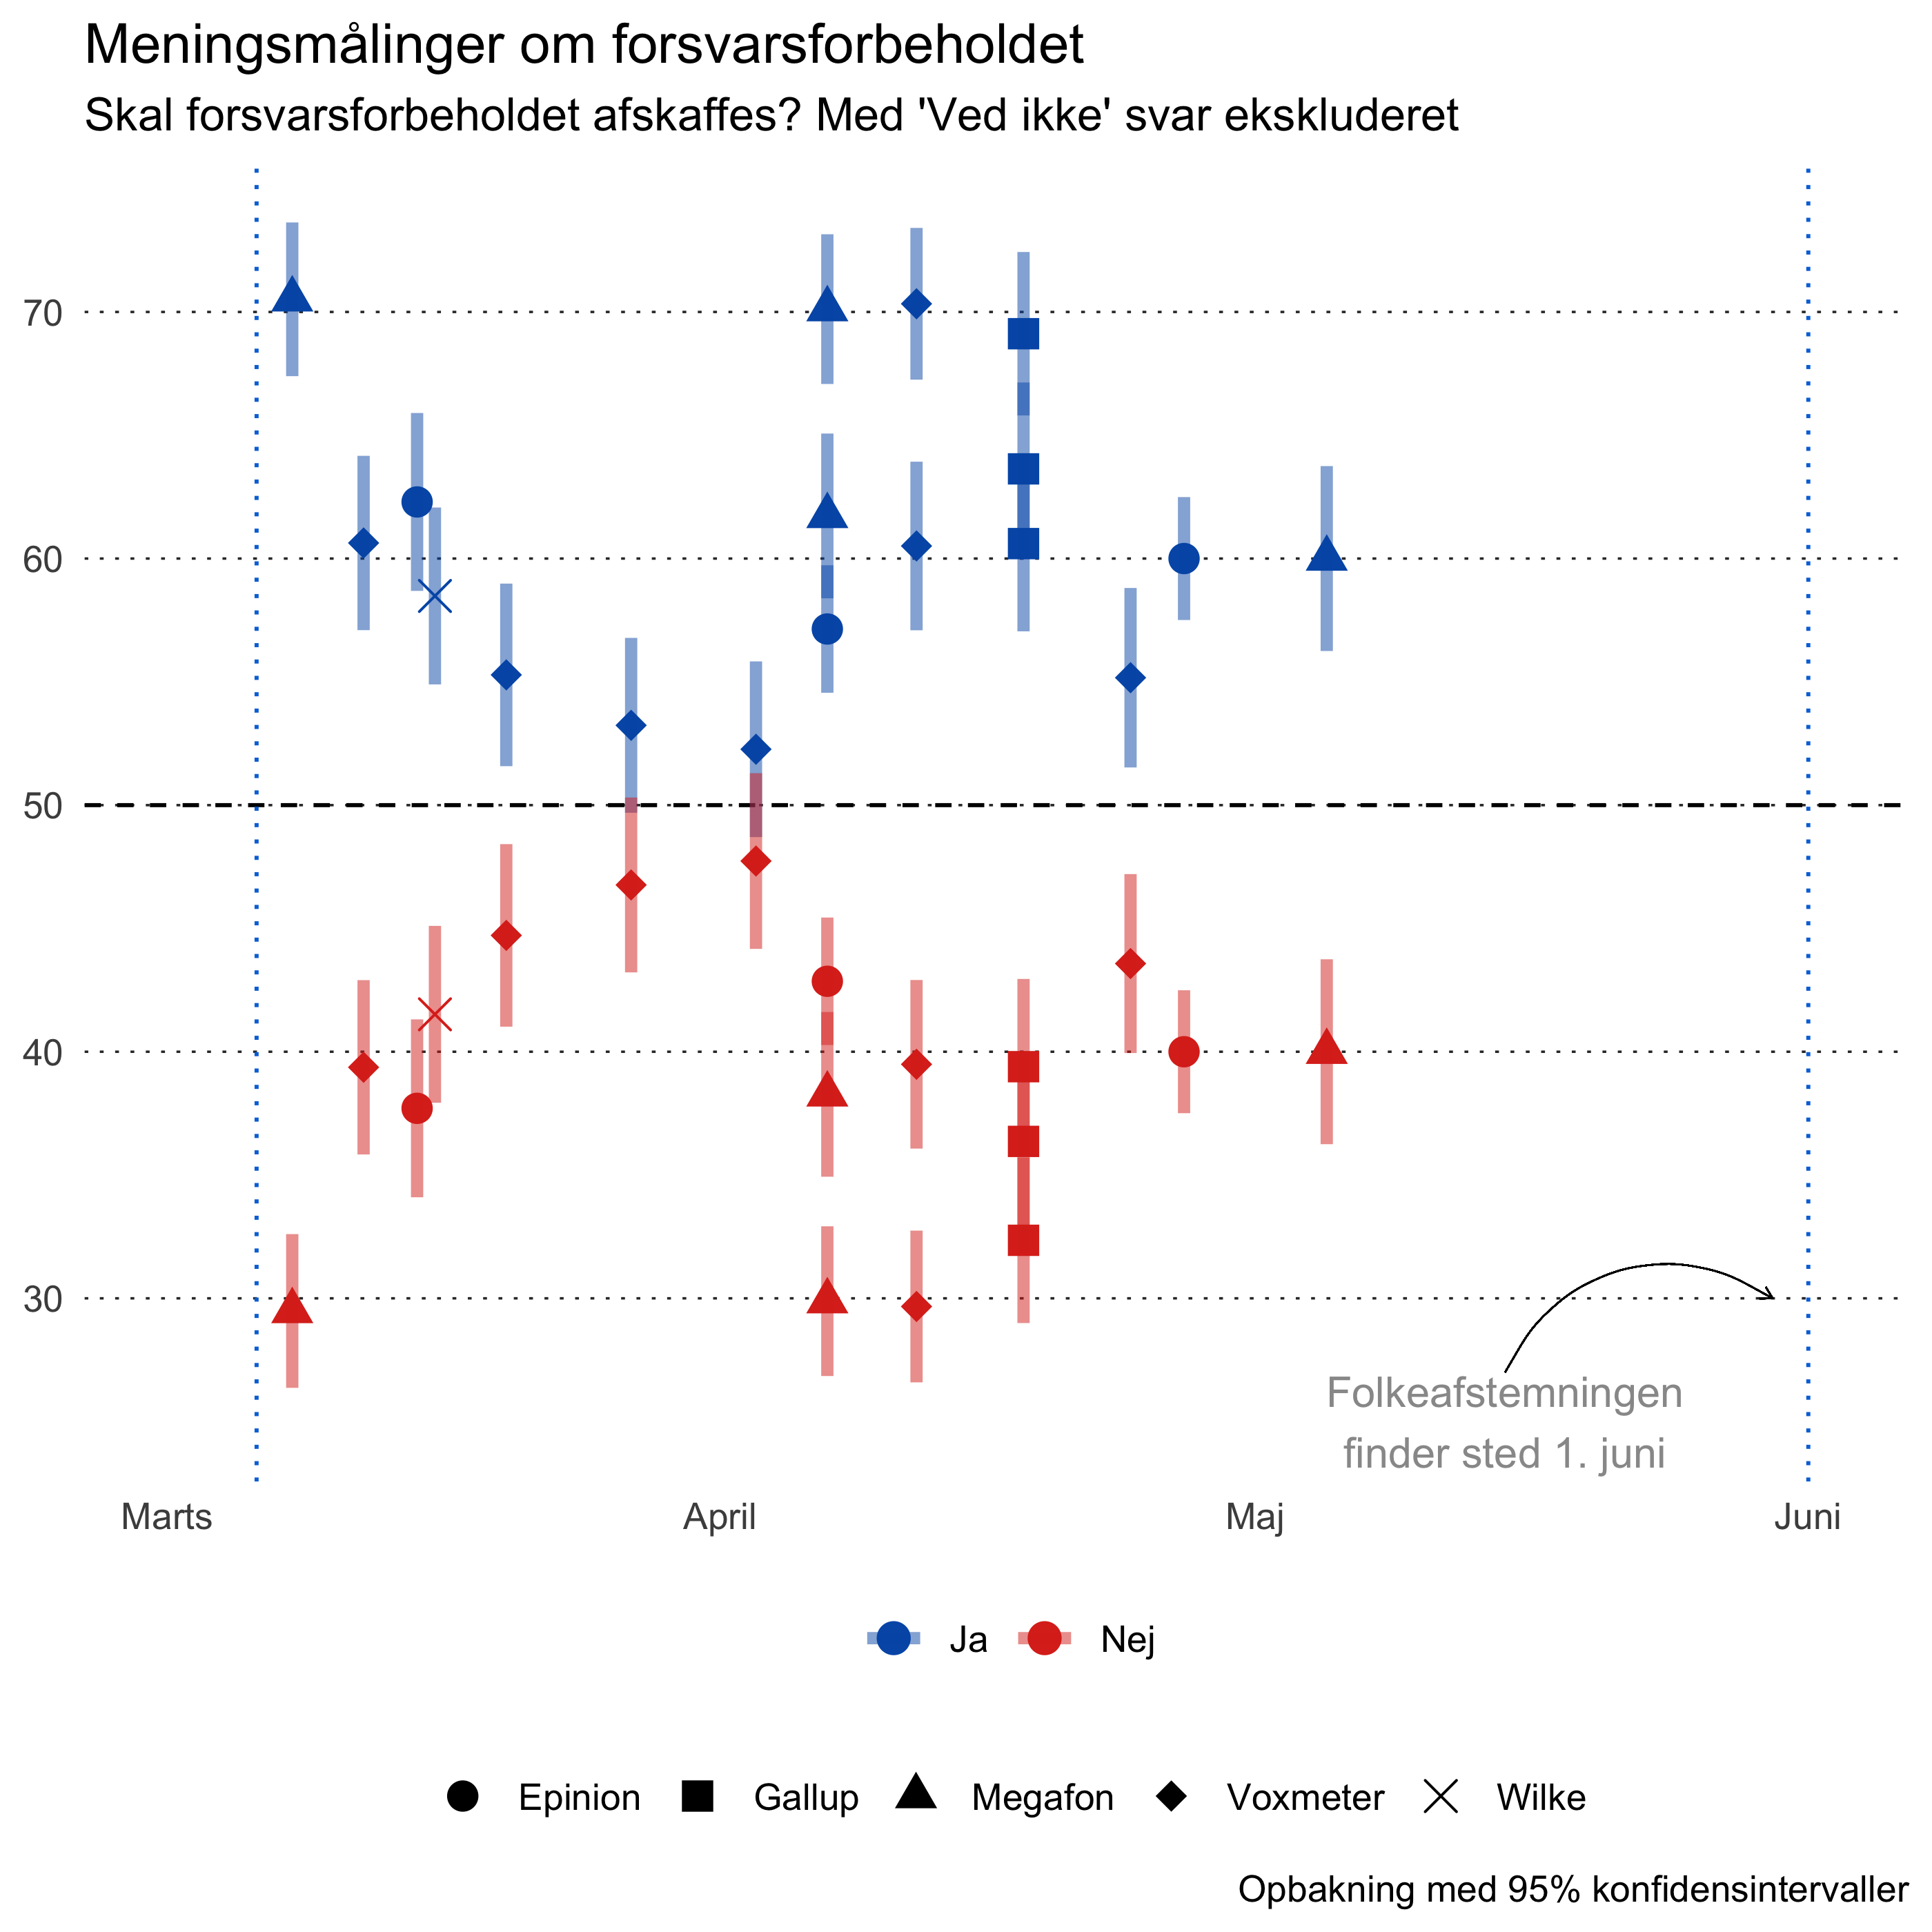 Meningsmålinger om forsvarsforbeholdet
Skal forsvarsforbeholdet afskaffes? Med 'Ved ikke' svar ekskluderet
70
60
50
40
30
Folkeafstemningen
finder sted 1. juni
Marts April Maj Juni
Ja Nej
Epinion Gallup Megafon Voxmeter Wilke
Opbakning med 95% konfidensintervaller